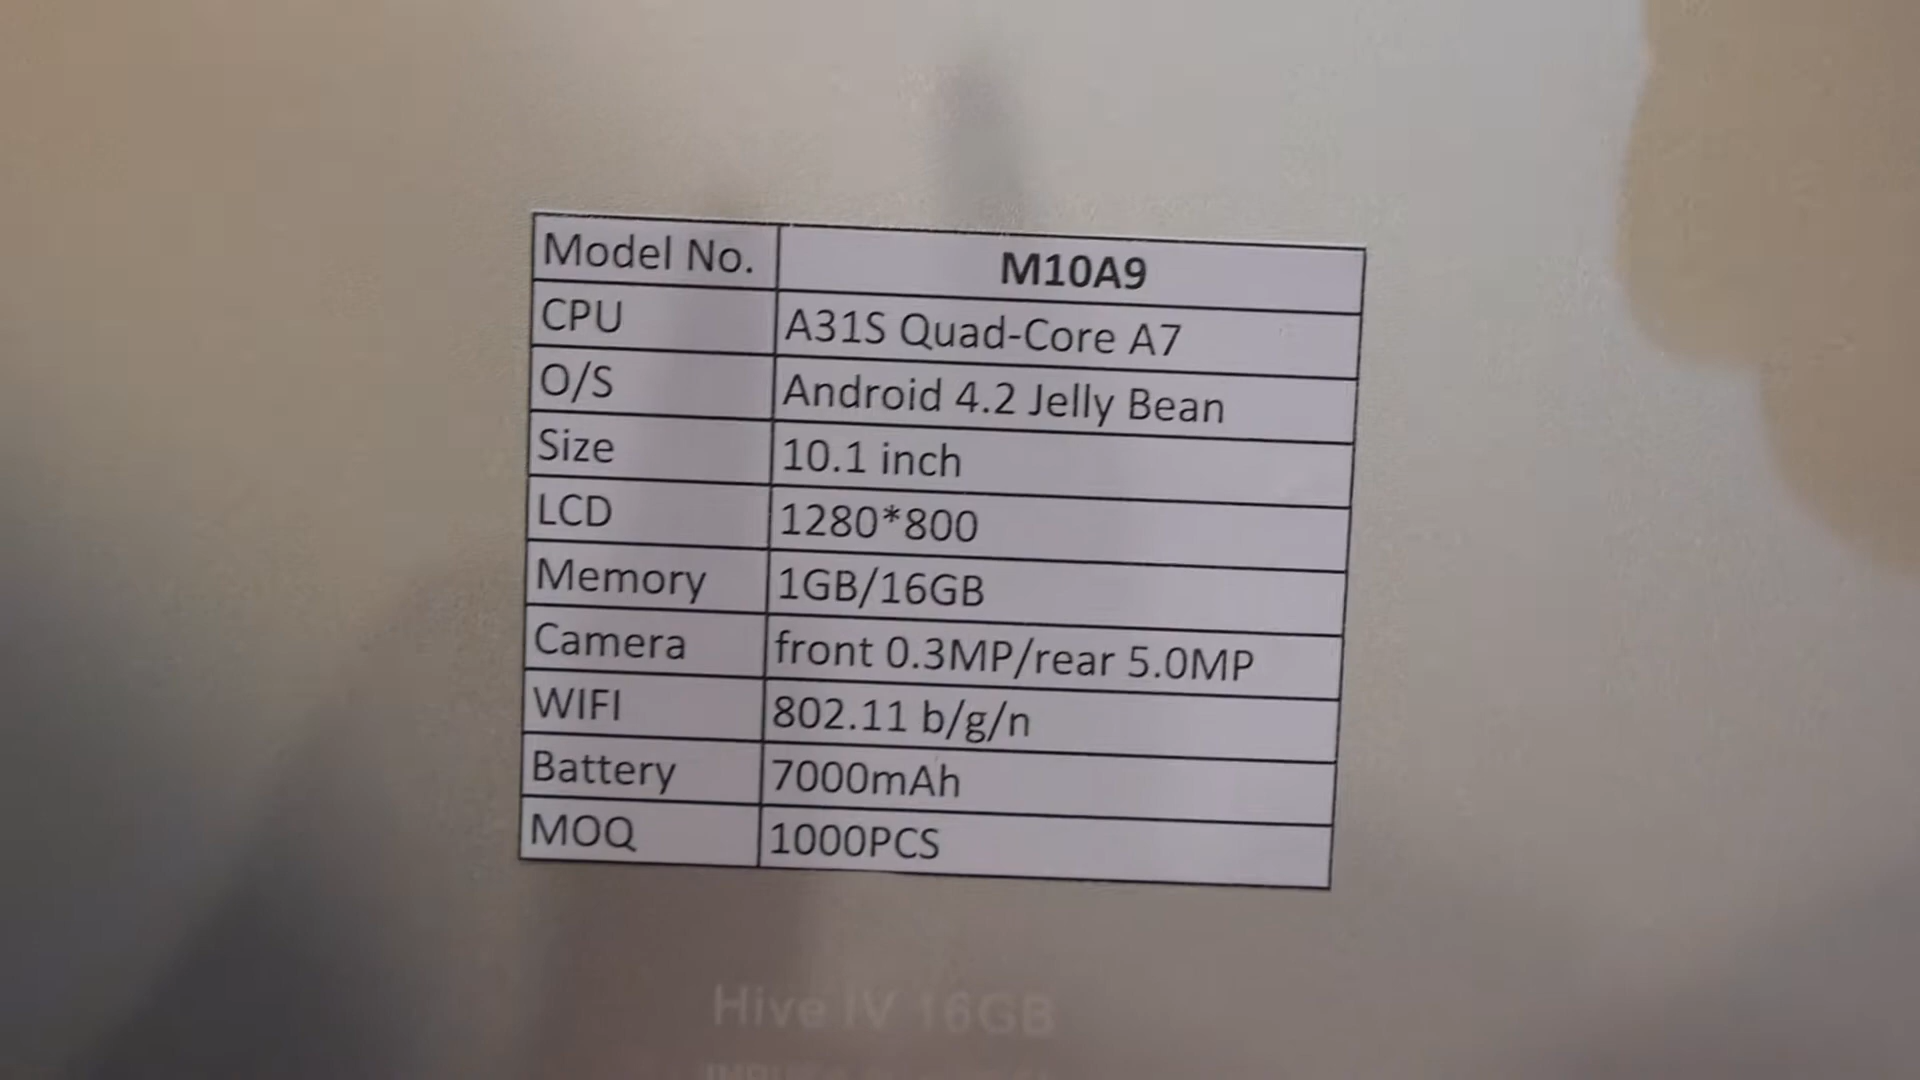 Model No. M10A9
CPU A31S Quad-Core A7
O/S Android 4.2 Jelly Bean
Size 10.1 inch
LCD 1280*800
Memory 1GB/16GB
Camera front 0.3MP/rear 5.0MP
WIFI 802.11 b/g/n
Battery 7000mAh
MOQ 1000PCS
Hive IV 16GB